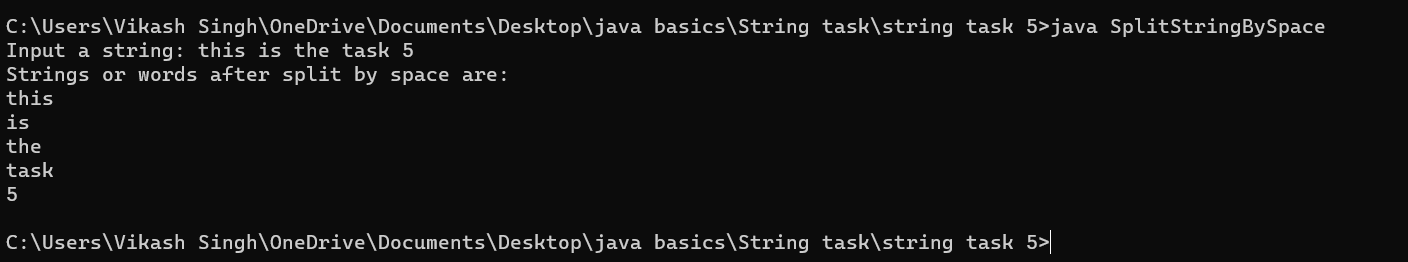 C:\Users\Vikash Singh\OneDrive\Documents\Desktop\java basics\String task\string task 5>java SplitStringBySpace
Input a string: this is the task 5
Strings or words after split by space are:
this
is
the
task
5
C:\Users\Vikash Singh\OneDrive\Documents\Desktop\java basics\String task\string task 5>